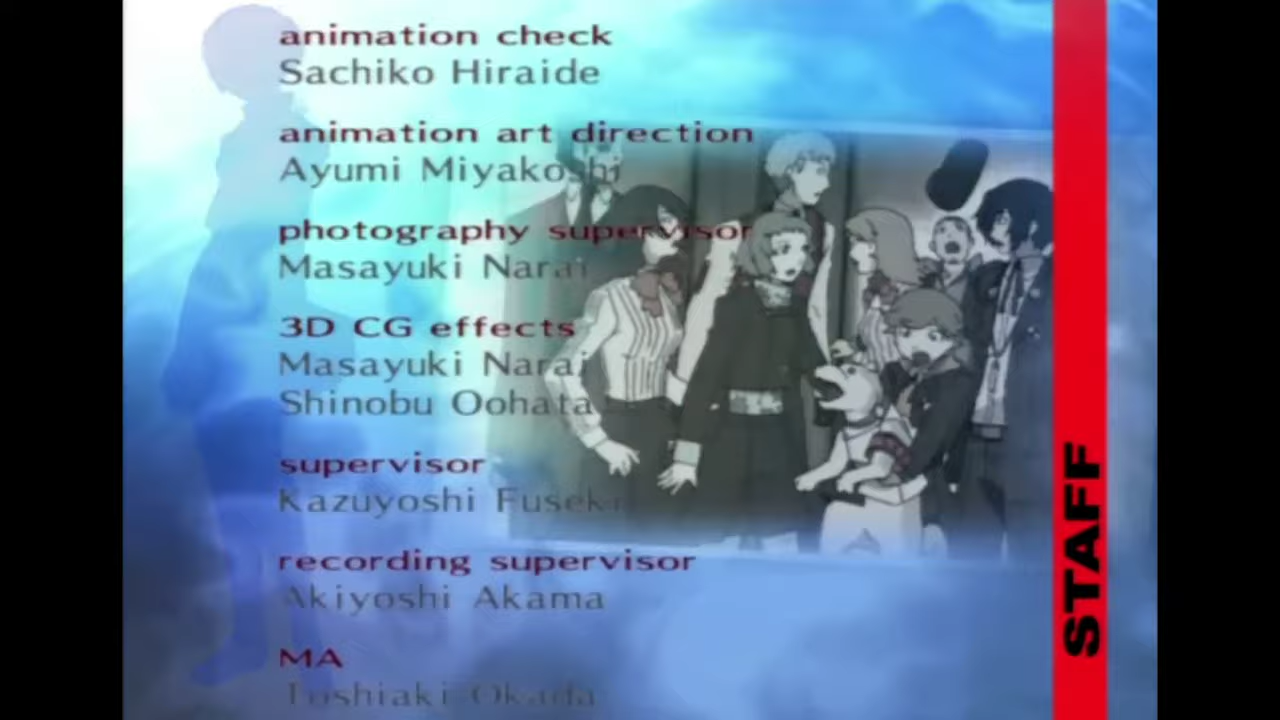 animation check
Sachiko Hiraide
animation art direction
Ayumi Miyakoshi
photography supervisor
Masayuki Narai
3D CG effects
Masayuki Narai
Shinobu Oohata
supervisor
Kazuyoshi Fuseki
recording supervisor
Akiyoshi Akama
MA
Toshiaki Okada
STAFF